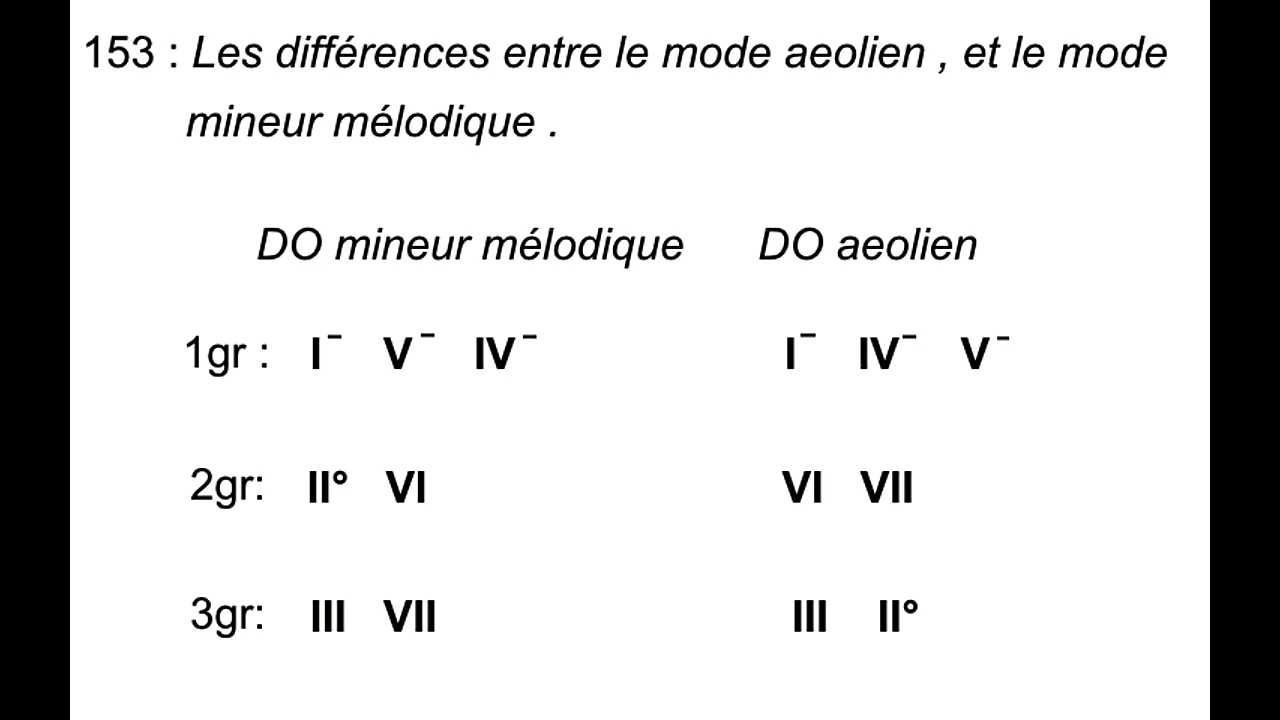 153 : Les différences entre le mode aeolien , et le mode
mineur mélodique .
DO mineur mélodique DO aeolien
1gr : I⁻ V⁻ IV⁻ I⁻ IV⁻ V⁻
2gr: II° VI VI VII
3gr: III VII III II°